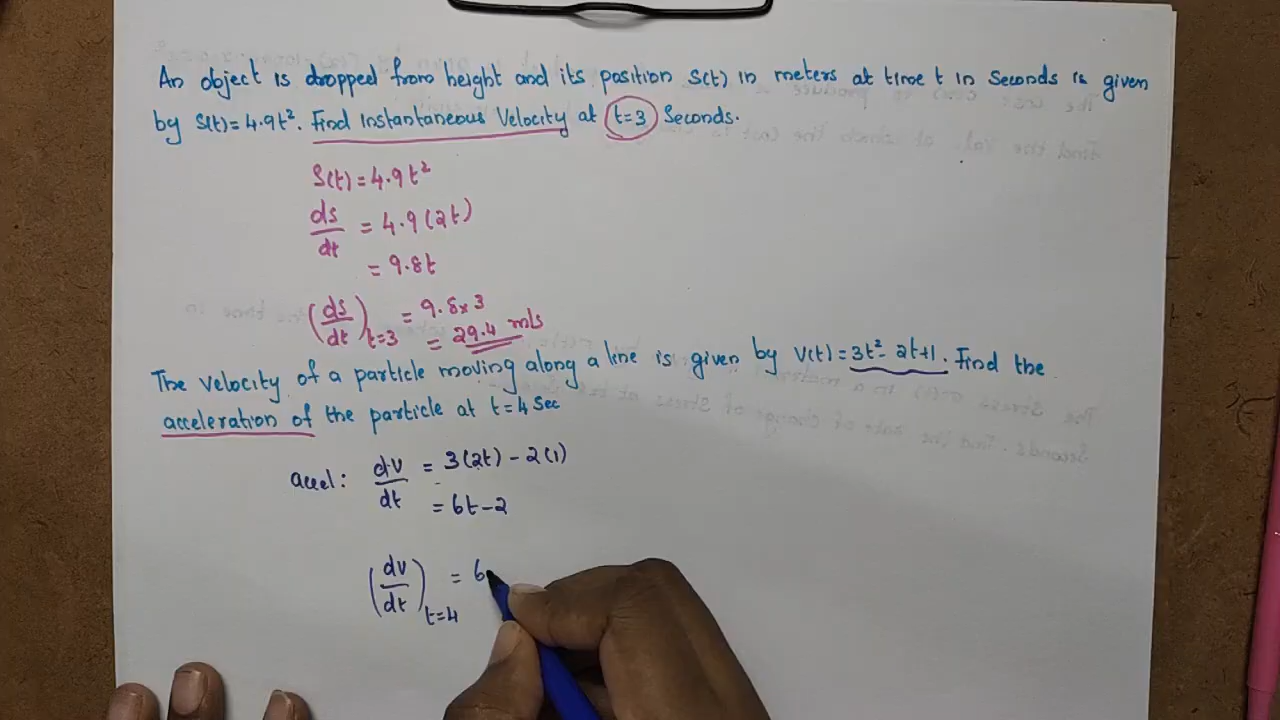 An object is dropped from height and its position S(t) in meters at time t in Seconds is given
by S(t) = 4.9t². Find Instantaneous Velocity at t=3 Seconds.
S(t) = 4.9t²
ds/dt = 4.9(2t)
= 9.8t
(ds/dt)t=3 = 9.8x3
= 29.4 m/s
The velocity of a particle moving along a line is given by v(t) = 3t² - 2t+1. Find the
acceleration of the particle at t=4 Sec
accel: dv/dt = 3(2t) - 2(1)
= 6t-2
(dv/dt)t=4 = 6